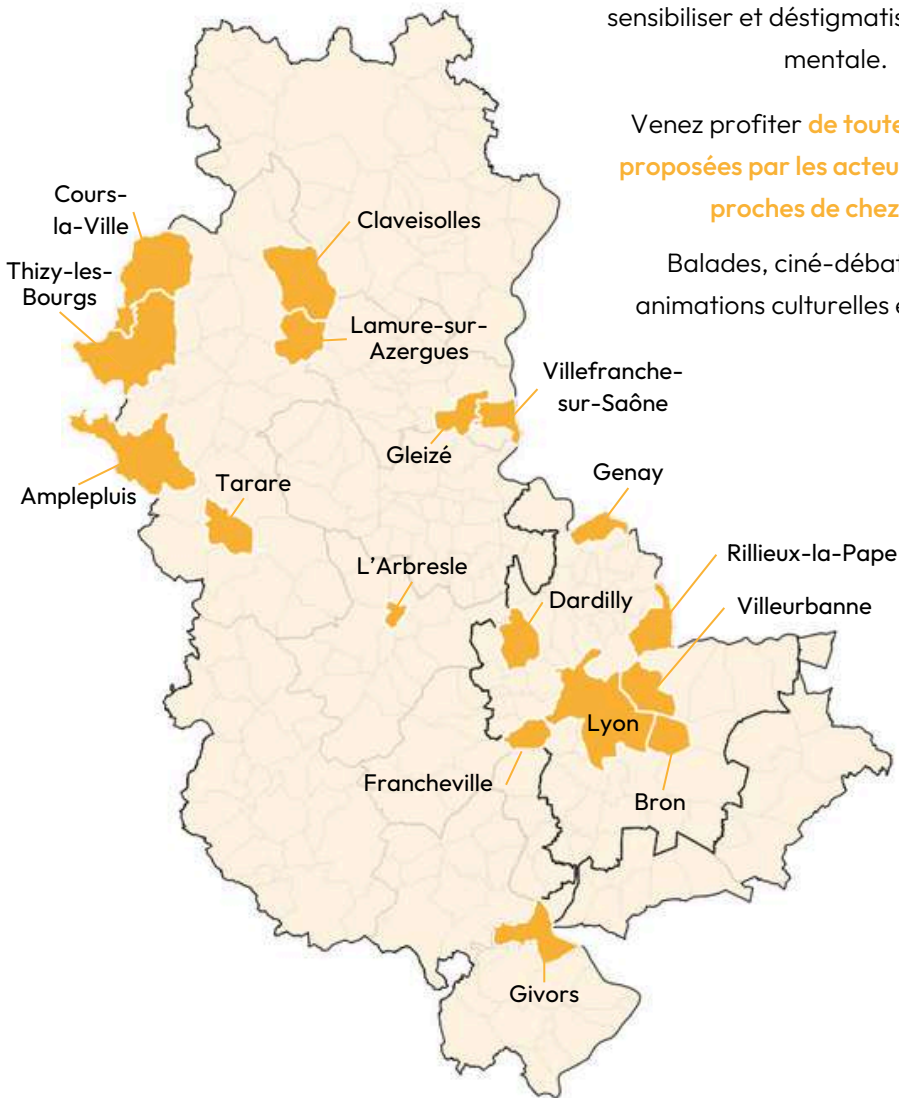 sensibiliser et déstigmatis
mentale.
Venez profiter de toute
proposées par les acteu
proches de chez
Balades, ciné-débat
animations culturelles e
Cours-
la-Ville
Claveisolles
Thizy-les-
Bourgs
Lamure-sur-
Azergues
Villefranche-
sur-Saône
Gleizé
Amplepluis
Tarare
Genay
L'Arbresle
Rillieux-la-Pape
Dardilly
Villeurbanne
Lyon
Francheville
Bron
Givors